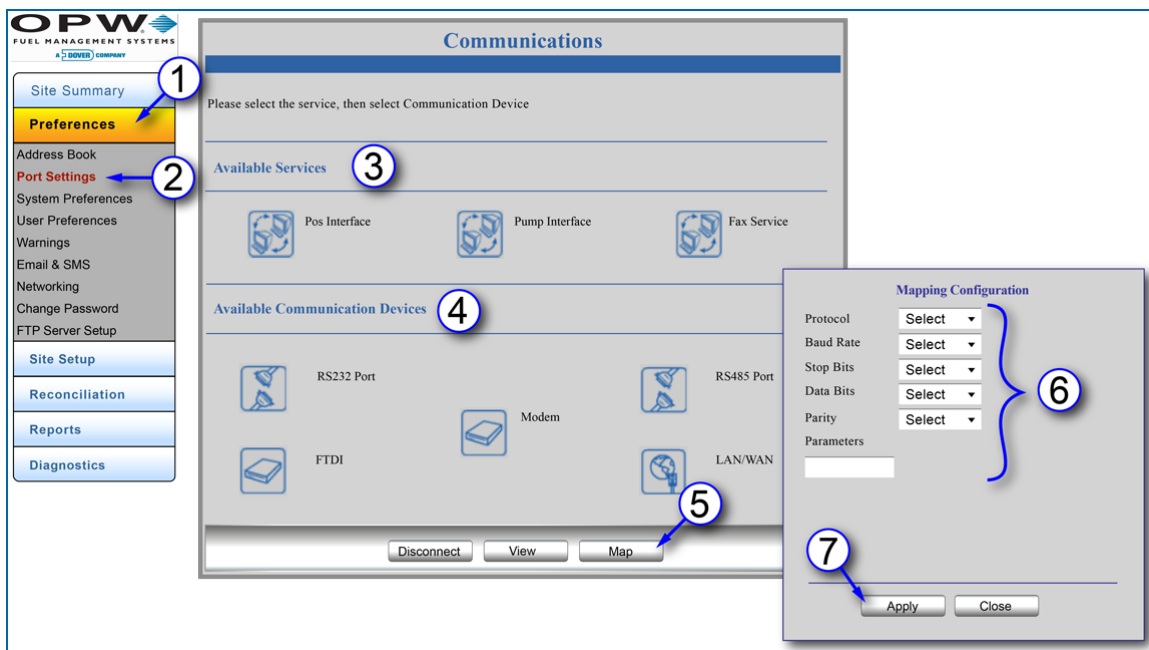 OPW
FUEL MANAGEMENT SYSTEMS
A DOVER COMPANY
Site Summary
1
Preferences
Address Book
Port Settings
2
System Preferences
User Preferences
Warnings
Email & SMS
Networking
Change Password
FTP Server Setup
Site Setup
Reconciliation
Reports
Diagnostics
Communications
Please select the service, then select Communication Device
Available Services
3
Pos Interface
Pump Interface
Fax Service
Available Communication Devices
4
RS232 Port
RS485 Port
Modem
FTDI
LAN/WAN
5
Disconnect
View
Map
Mapping Configuration
Protocol Select
Baud Rate Select
Stop Bits Select
Data Bits Select
Parity Select
Parameters
6
7
Apply
Close